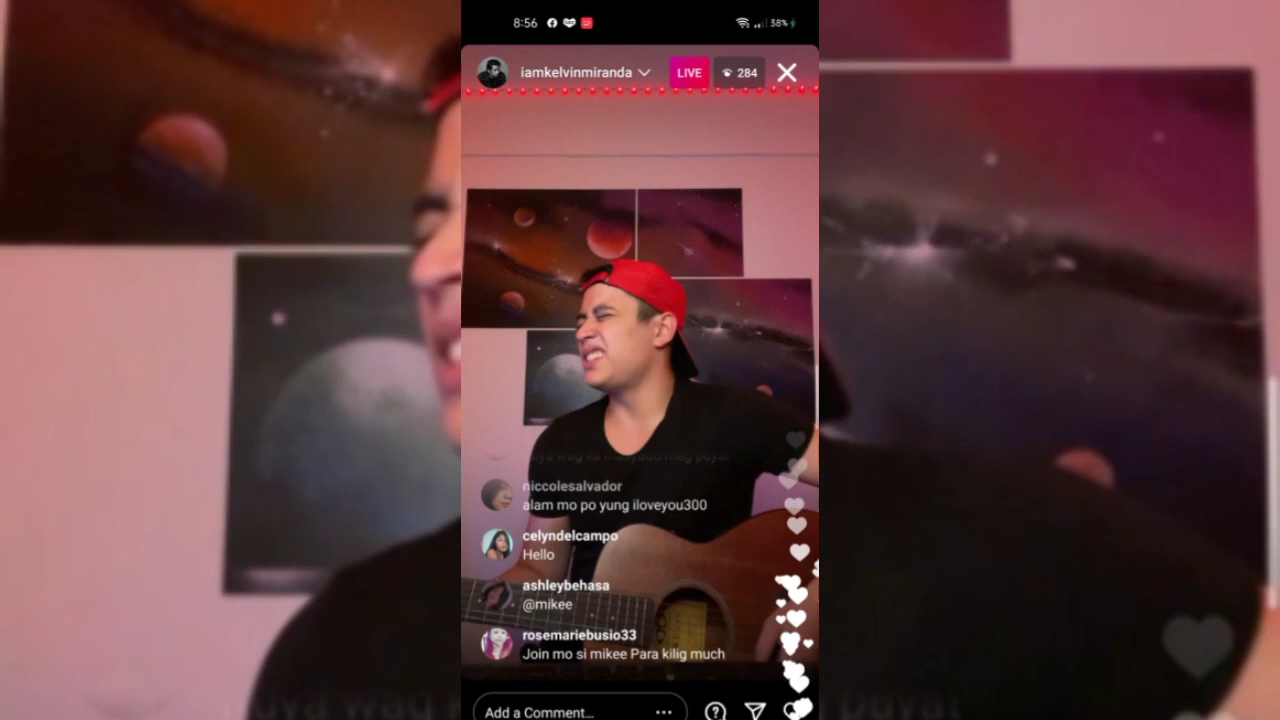 8:56
38%
iamkelvinmiranda
LIVE
284
niccolesalvador
alam mo po yung iloveyou300
celyndelcampo
Hello
ashleybehasa
@mikee
rosemariebusio33
Join mo si mikee Para kilig much
Add a Comment...